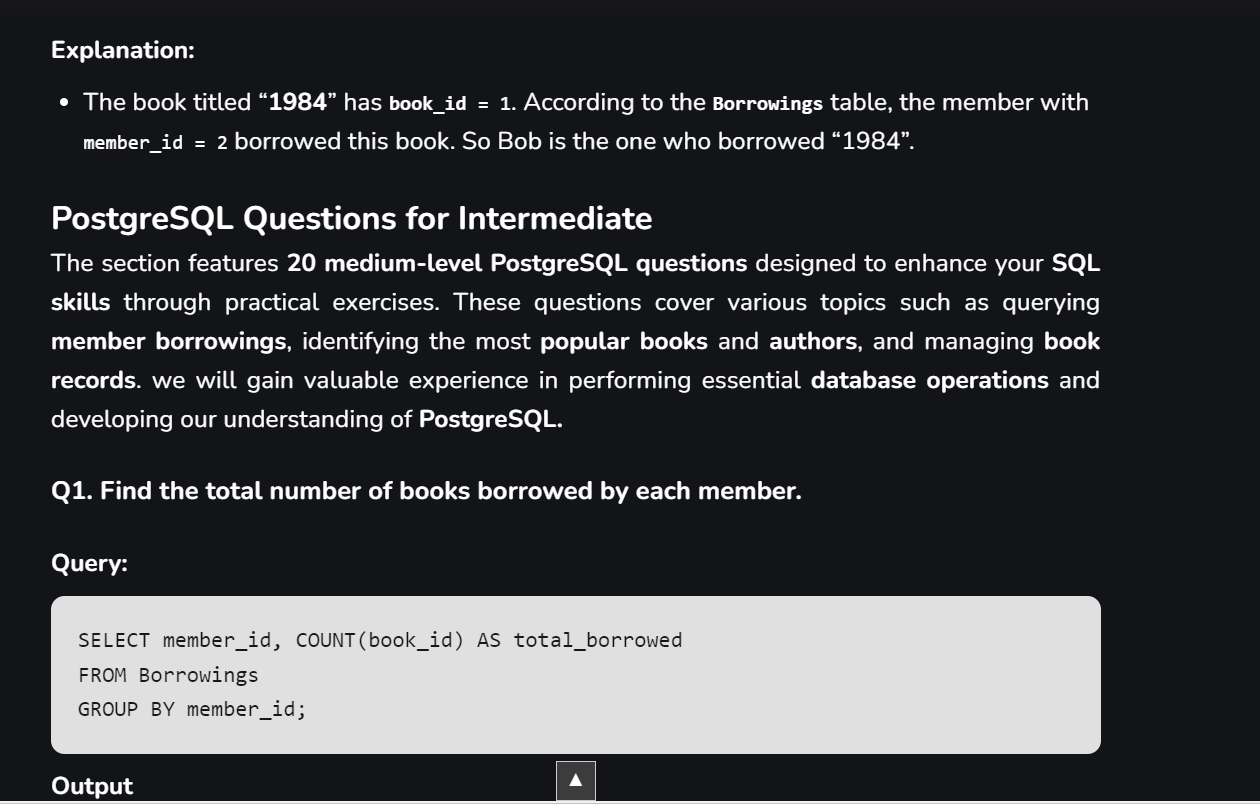 Explanation:
• The book titled “1984” has book_id = 1. According to the Borrowings table, the member with
member_id = 2 borrowed this book. So Bob is the one who borrowed “1984”.
PostgreSQL Questions for Intermediate
The section features 20 medium-level PostgreSQL questions designed to enhance your SQL
skills through practical exercises. These questions cover various topics such as querying
member borrowings, identifying the most popular books and authors, and managing book
records. we will gain valuable experience in performing essential database operations and
developing our understanding of PostgreSQL.
Q1. Find the total number of books borrowed by each member.
Query:
SELECT member_id, COUNT(book_id) AS total_borrowed
FROM Borrowings
GROUP BY member_id;
Output